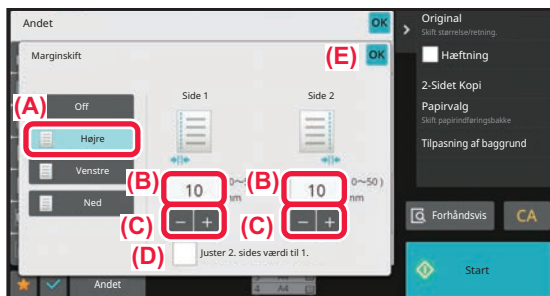 Andet
OK
Original
Skift størrelse/retning.
Marginskift
(E)
OK
Hæftning
(A)
Off
Side 1
Side 2
2-Sidet Kopi
Papirvalg
Skift papirindføringsbakke
Højre
Tilpasning af baggrund
Venstre
(B)
10
(B)
10
0~50 )
Ned
(C)
− +
(C)
− +
Forhåndsvis
CA
(D)
Juster 2. sides værdi til 1.
Andet
4 A4
Start